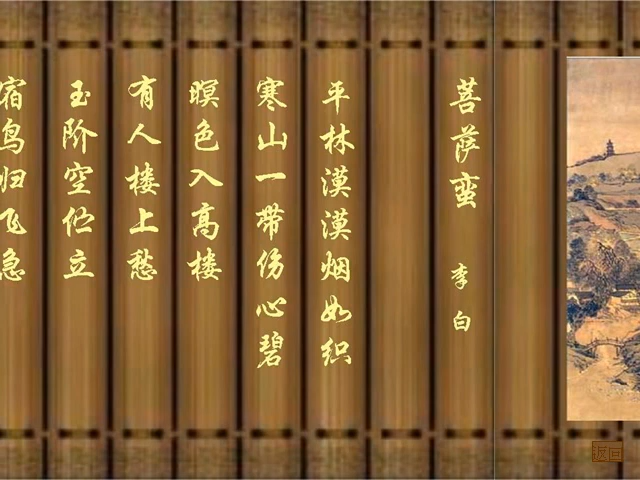 菩萨蛮
李白
平林漠漠烟如织
寒山一带伤心碧
暝色入高楼
有人楼上愁
玉阶空伫立
宿鸟归飞急
返回